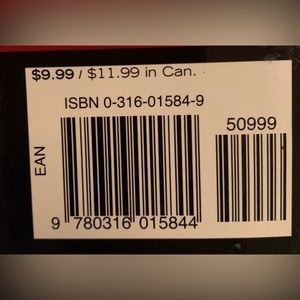 $9.99 / $11.99 in Can.
ISBN 0-316-01584-9
50999
EAN
9 780316 015844